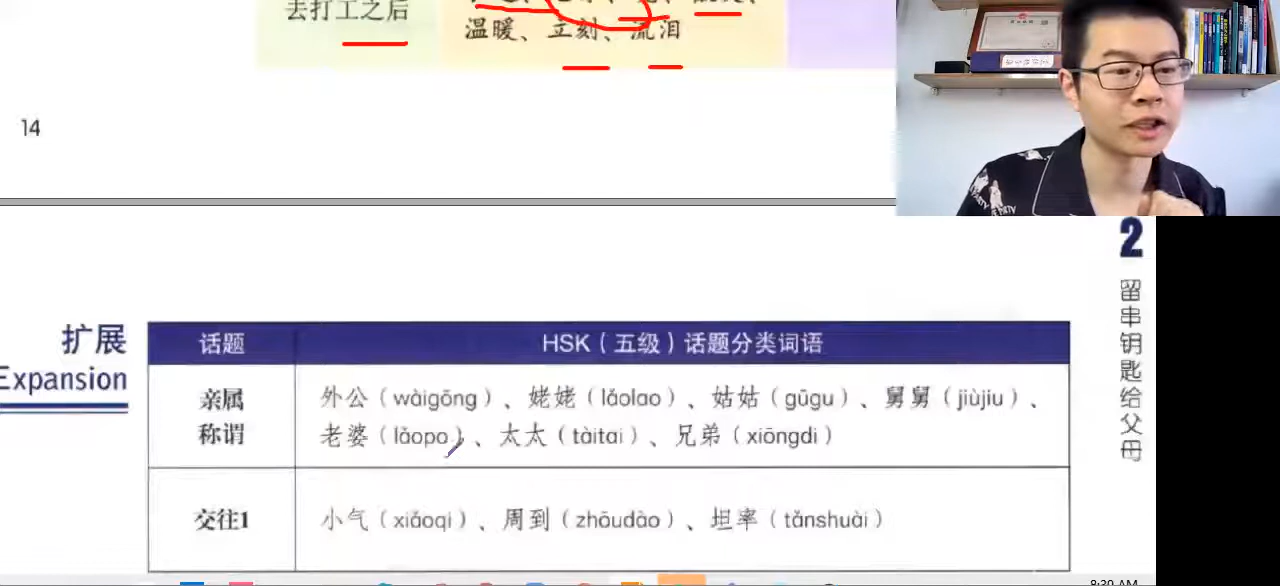 去打工之后
温暖、立刻、流泪
14
2
留串钥匙给父母
扩展
Expansion
话题
HSK（五级）话题分类词语
亲属
称谓
外公（wàigōng）、姥姥（lǎolao）、姑姑（gūgu）、舅舅（jiùjiu）、
老婆（lǎopo）、太太（tàitai）、兄弟（xiōngdi）
交往1
小气（xiǎoqi）、周到（zhōudào）、坦率（tǎnshuài）
8:20 AM